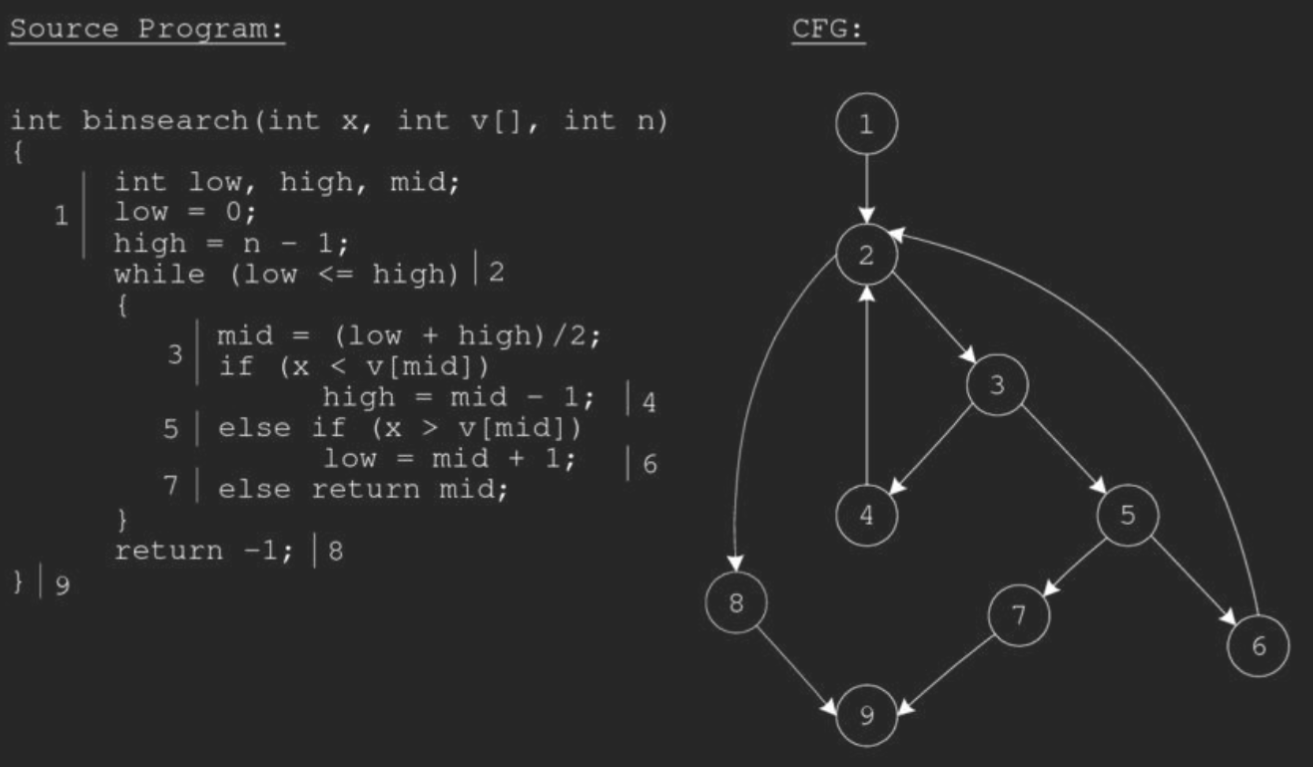 Source Program:
int binsearch(int x, int v[], int n)
{
int low, high, mid;
1 low = 0;
high = n - 1;
while (low <= high) 2
{
mid = (low + high)/2;
3
if (x < v[mid])
high = mid - 1; 4
5 else if (x > v[mid])
low = mid + 1; 6
7 else return mid;
}
return -1; 8
} 9
CFG:
1
2
3
4
5
8
7
6
9